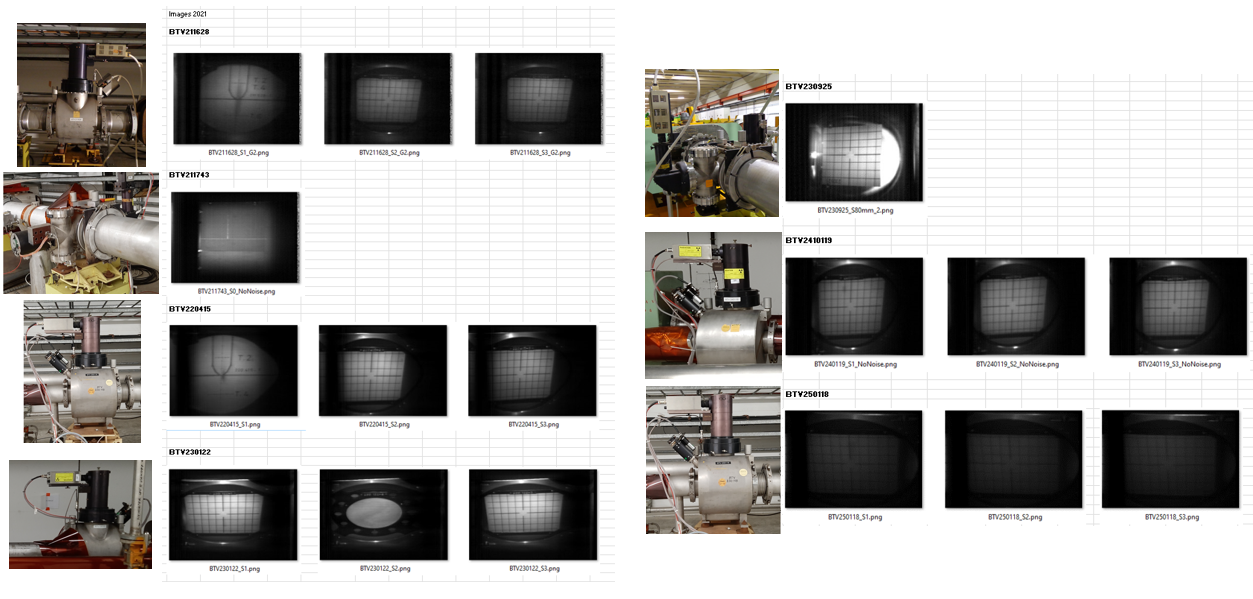 Images 2021
BTV211628
BTV211628_S1_G2.png BTV211628_S2_G2.png BTV211628_S3_G2.png
BTV211743
BTV211743_S0_NoNoise.png
BTV220415
BTV220415_S1.png BTV220415_S2.png BTV220415_S3.png
BTV230122
BTV230122_S1.png BTV230122_S2.png BTV230122_S3.png
BTV230925
BTV230925_S80mm_2.png
BTV2410119
BTV240119_S1_NoNoise.png BTV240119_S2_NoNoise.png BTV240119_S3_NoNoise.png
BTV250118
BTV250118_S1.png BTV250118_S2.png BTV250118_S3.png